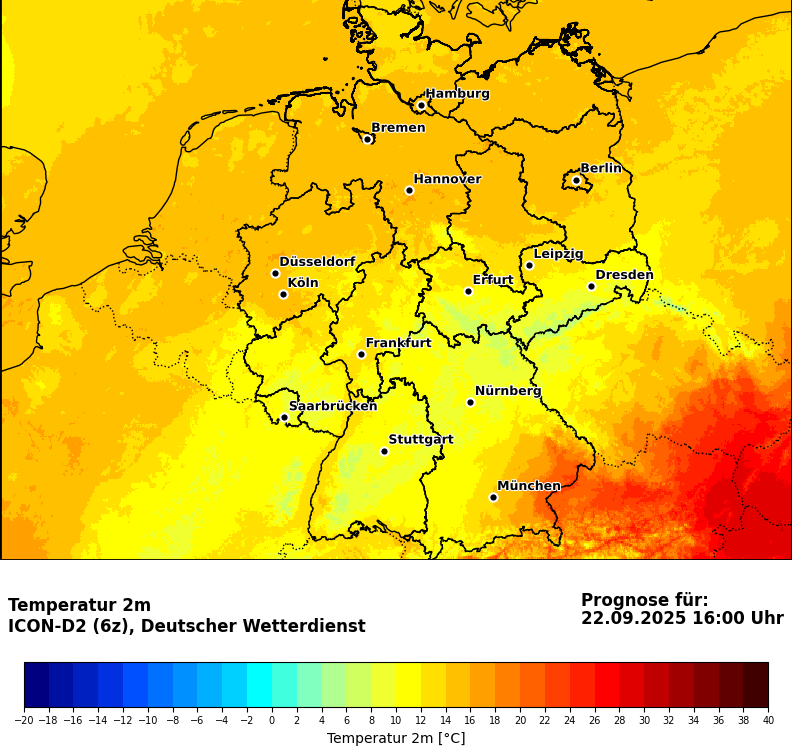 Hamburg
Bremen
Berlin
Hannover
Leipzig
Düsseldorf
Dresden
Köln
Erfurt
Frankfurt
Nürnberg
Saarbrücken
Stuttgart
München
Temperatur 2m
ICON-D2 (6z), Deutscher Wetterdienst
Prognose für:
22.09.2025 16:00 Uhr
−20 −18 −16 −14 −12 −10 −8 −6 −4 −2 0 2 4 6 8 10 12 14 16 18 20 22 24 26 28 30 32 34 36 38 40
Temperatur 2m [°C]